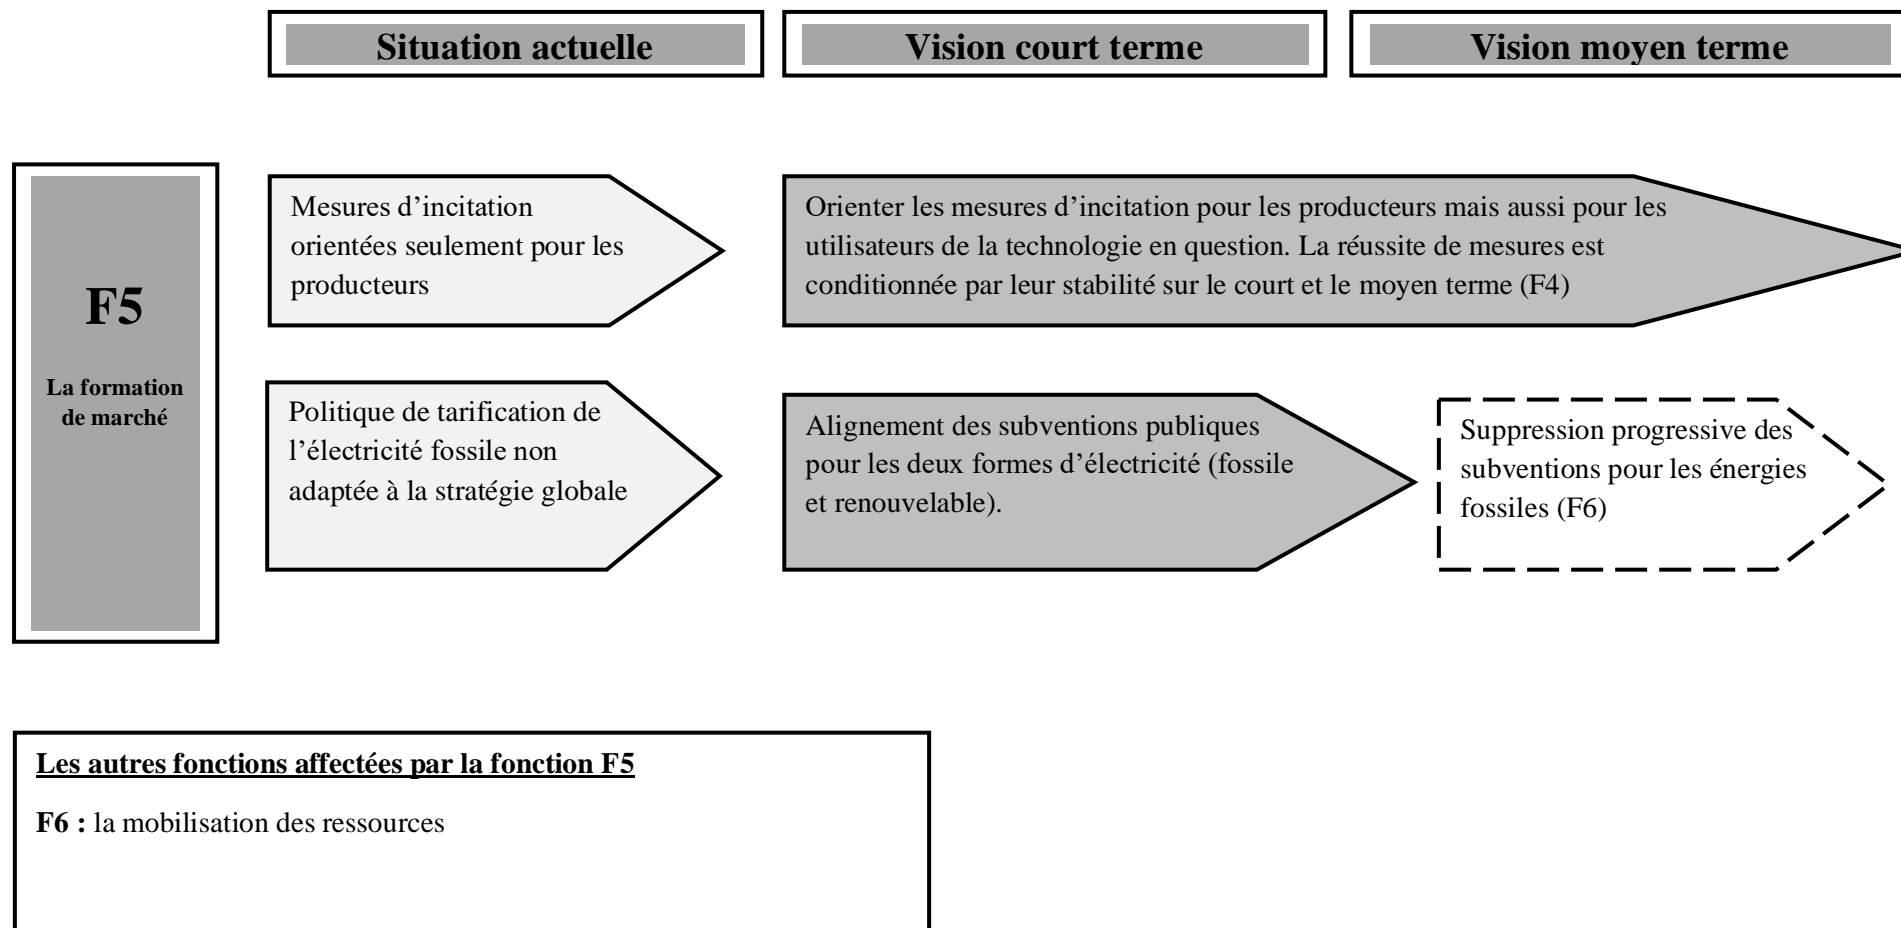 Situation actuelle
Vision court terme
Vision moyen terme
F5
La formation
de marché
Mesures d’incitation
orientées seulement pour les
producteurs
Orienter les mesures d’incitation pour les producteurs mais aussi pour les
utilisateurs de la technologie en question. La réussite de mesures est
conditionnée par leur stabilité sur le court et le moyen terme (F4)
Politique de tarification de
l’électricité fossile non
adaptée à la stratégie globale
Alignement des subventions publiques
pour les deux formes d’électricité (fossile
et renouvelable).
Suppression progressive des
subventions pour les énergies
fossiles (F6)
Les autres fonctions affectées par la fonction F5
F6 : la mobilisation des ressources